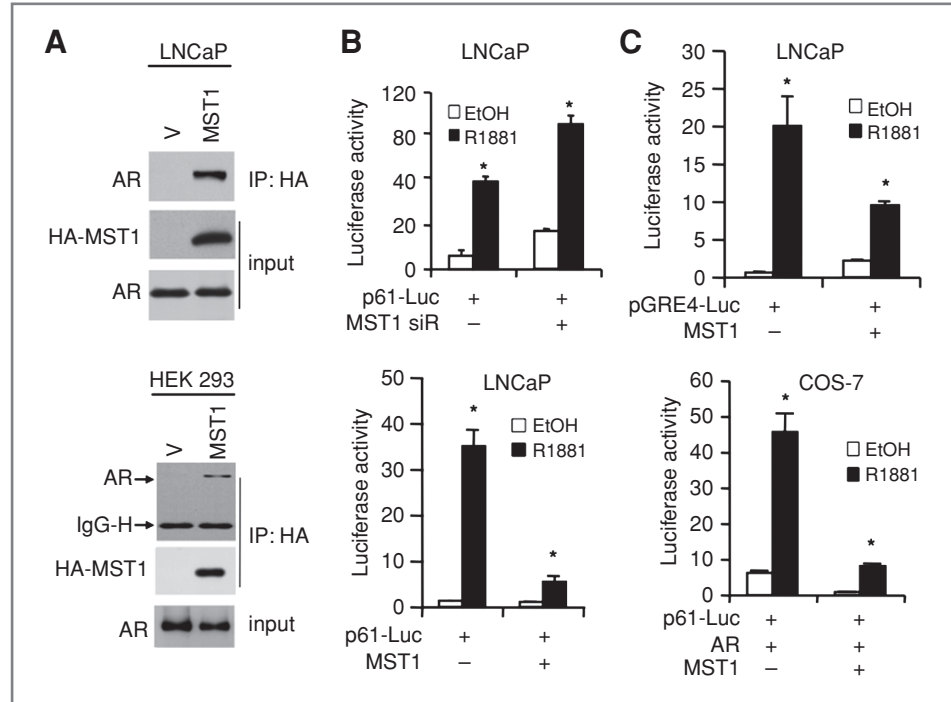 A
LNCaP
V
MST1
AR
IP: HA
HA-MST1
AR
input
HEK 293
V
MST1
AR
IgG-H
IP: HA
HA-MST1
AR
input
B
LNCaP
Luciferase activity
120
80
40
20
0
EtOH
R1881
*
*
p61-Luc + +
MST1 siR – +
LNCaP
Luciferase activity
50
40
30
20
10
0
EtOH
R1881
*
*
p61-Luc + +
MST1 – +
C
LNCaP
Luciferase activity
30
25
20
15
10
5
0
EtOH
R1881
*
*
pGRE4-Luc + +
MST1 – +
COS-7
Luciferase activity
60
50
40
30
20
10
0
EtOH
R1881
*
*
p61-Luc + +
AR + +
MST1 – +